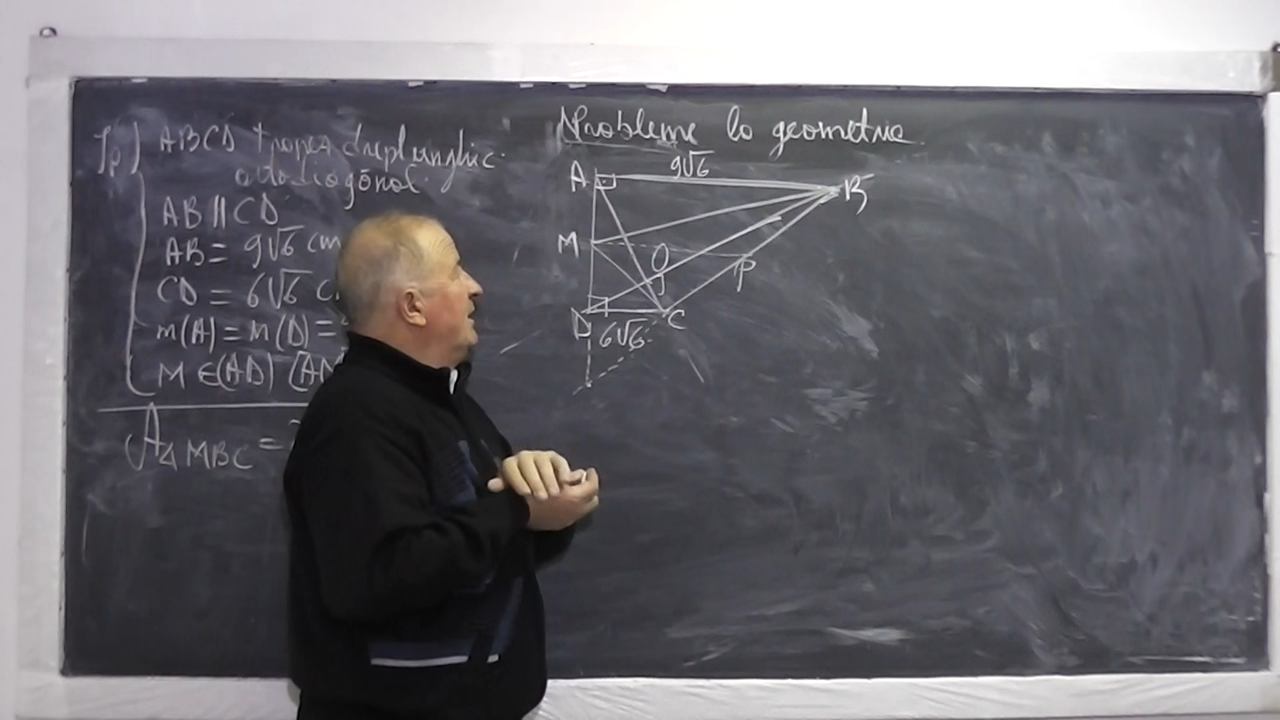 Probleme la geometrie.
Ip) ABCD trapez dreptunghic
ortodiagonal.
AB || CD
AB = 9√6 cm
CD = 6√6 c
m(A) = m(D) =
M ∈ (AD) (AM
A△MBC =
9√6
A
B
M
O
P
D
C
6√6